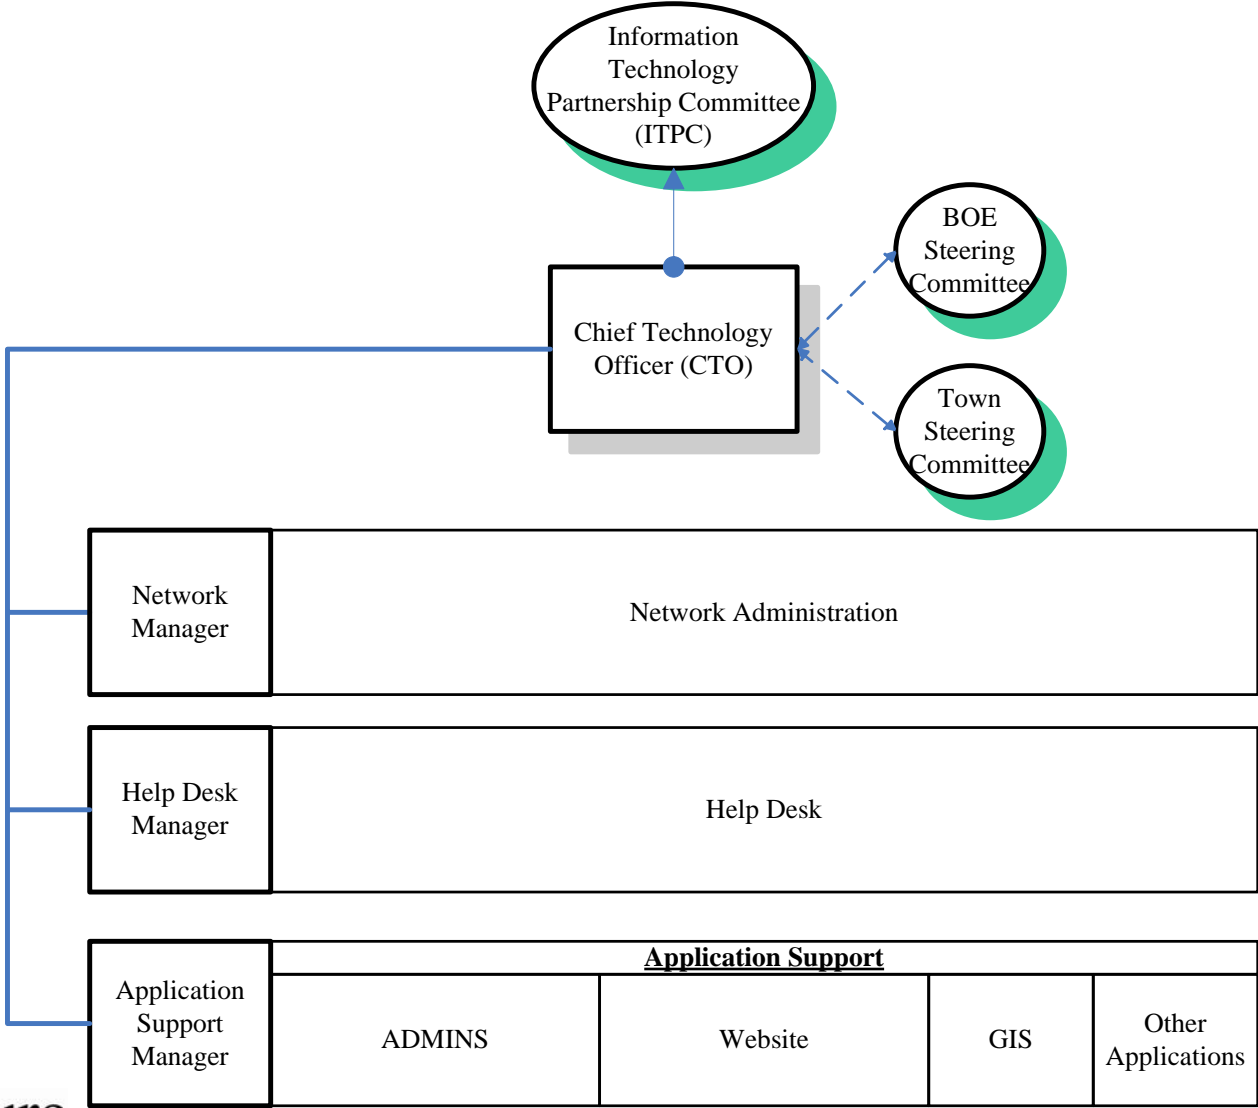 Information
Technology
Partnership Committee
(ITPC)
BOE
Steering
Committee
Chief Technology
Officer (CTO)
Town
Steering
Committee
Network
Manager
Network Administration
Help Desk
Manager
Help Desk
Application
Support
Manager
Application Support
ADMINS
Website
GIS
Other
Applications